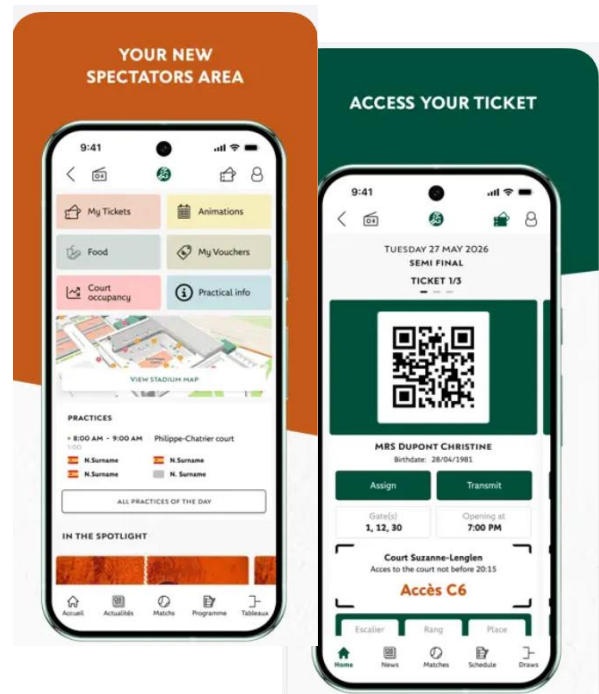 YOUR NEW
SPECTATORS AREA
9:41
My Tickets
Animations
Food
My Vouchers
Court
occupancy
Practical info
VIEW STADIUM MAP
PRACTICES
• 8:00 AM - 9:00 AM Philippe-Chatrier court
1:00
N.Surname
N.Surname
N.Surname
N. Surname
ALL PRACTICES OF THE DAY
IN THE SPOTLIGHT
Accueil
Actualités
Matchs
Programme
Tableaux
ACCESS YOUR TICKET
9:41
TUESDAY 27 MAY 2026
SEMI FINAL
TICKET 1/3
MRS DUPONT CHRISTINE
Birthdate: 28/04/1981
Assign
Transmit
Gate(s)
1, 12, 30
Opening at
7:00 PM
Court Suzanne-Lenglen
Acces to the court not before 20:15
Accès C6
Escalier
Rang
Place
Home
News
Matches
Schedule
Draws